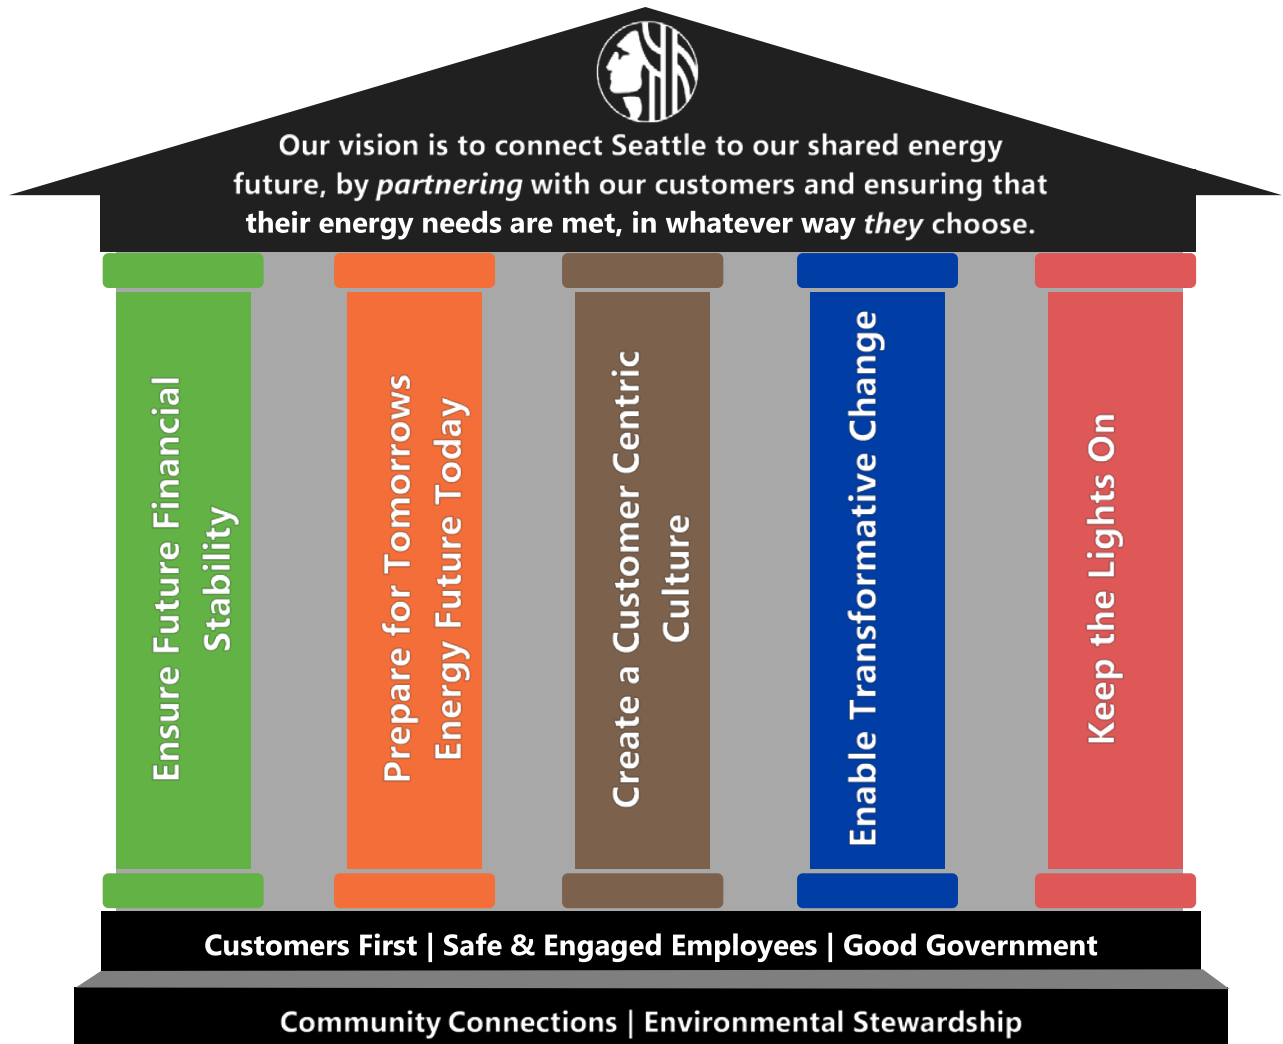 Our vision is to connect Seattle to our shared energy
future, by partnering with our customers and ensuring that
their energy needs are met, in whatever way they choose.
Ensure Future Financial
Stability
Prepare for Tomorrows
Energy Future Today
Create a Customer Centric
Culture
Enable Transformative Change
Keep the Lights On
Customers First | Safe & Engaged Employees | Good Government
Community Connections | Environmental Stewardship